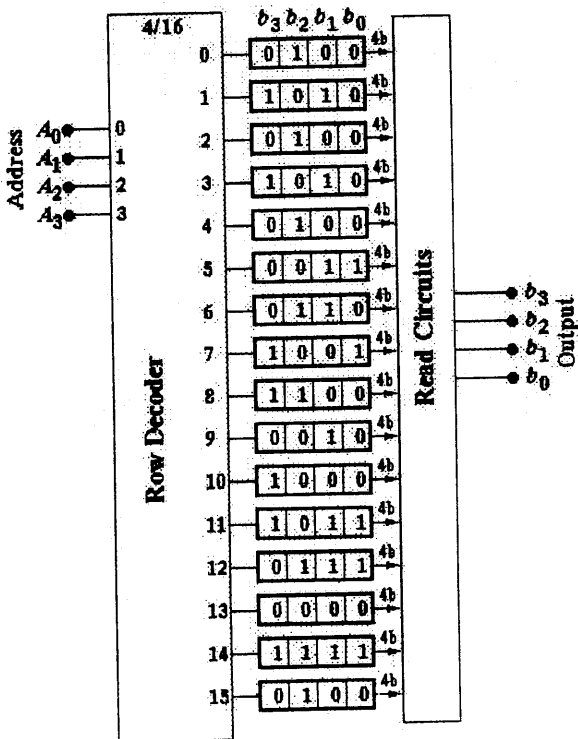 4/16
b3 b2 b1 b0
0 0 1 0 0 4b
1 1 0 1 0 4b
2 0 1 0 0 4b
3 1 0 1 0 4b
4 0 1 0 0 4b
5 0 0 1 1 4b
6 0 1 1 0 4b
7 1 0 0 1 4b
8 1 1 0 0 4b
9 0 0 1 0 4b
10 1 0 0 0 4b
11 1 0 1 1 4b
12 0 1 1 1 4b
13 0 0 0 0 4b
14 1 1 1 1 4b
15 0 1 0 0 4b
Address
A0 0
A1 1
A2 2
A3 3
Row Decoder
Read Circuits
b3
b2
b1
b0
Output